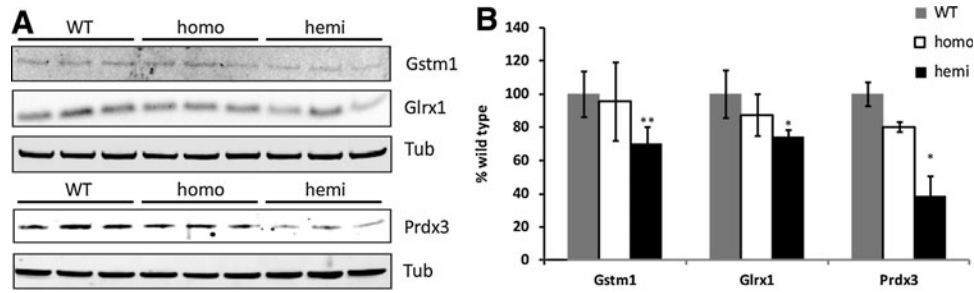 A
WT homo hemi
Gstm1
Glrx1
Tub
WT homo hemi
Prdx3
Tub
B
WT
homo
hemi
% wild type
140
120
100
80
60
40
20
0
**
*
*
Gstm1 Glrx1 Prdx3